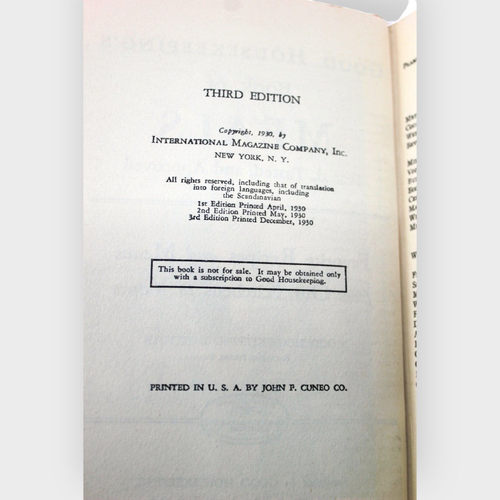 THIRD EDITION
Copyright, 1930, by
INTERNATIONAL MAGAZINE COMPANY, INC.
NEW YORK, N. Y.
All rights reserved, including that of translation
into foreign languages, including
the Scandinavian
1st Edition Printed April, 1930
2nd Edition Printed May, 1930
3rd Edition Printed December, 1930
This book is not for sale. It may be obtained only
with a subscription to Good Housekeeping.
PRINTED IN U. S. A. BY JOHN F. CUNEO CO.